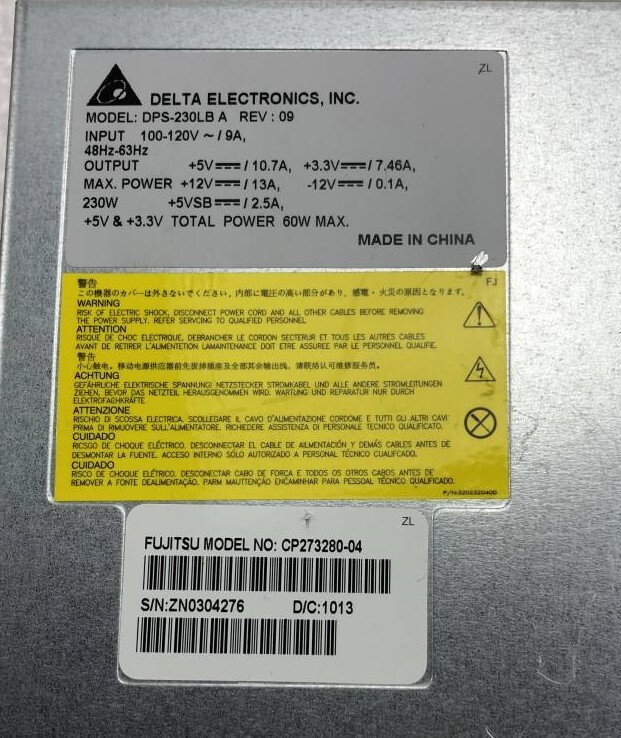 ZL
DELTA ELECTRONICS, INC.
MODEL: DPS-230LB A REV : 09
INPUT 100-120V ~ / 9A,
48Hz-63Hz
OUTPUT +5V⎓ / 10.7A, +3.3V⎓ / 7.46A,
MAX. POWER +12V⎓ / 13A, -12V⎓ / 0.1A,
230W +5VSB⎓ / 2.5A,
+5V & +3.3V TOTAL POWER 60W MAX.
MADE IN CHINA
FJ
警告
この機器のカバーは外さないでください。内部に電圧の高い部分があり、感電・火災の原因となります。
WARNING
RISK OF ELECTRIC SHOCK, DISCONNECT POWER CORD AND ALL OTHER CABLES BEFORE REMOVING
THE POWER SUPPLY. REFER SERVCING TO QUALIFIED PERSONNEL
ATTENTION
RISQUE DE CHOC ELECTRIQUE, DEBRANCHER LE CORDON SECTEUR ET TOUS LES AUTRES CABLES
AVANT DE RETIRER L'ALIMENTETION LAMAINTENANCE DOIT ETRE ASSUREE PAR LE PERSONNEL QUALIFIE.
警告
小心触电。移动电源供应器前先拔掉插座及全部其余输出线。请联络认可维修服务员。
ACHTUNG
GEFÄHRLICHE ELEKTRISCHE SPANNUNG! NETZSTECKER STROMKABEL UND ALLE ANDERE STROMLEITUNGEN
ZIEHEN, BEVOR DAS NETZTEIL HERAUSGENOMMEN WIRD. WARTUNG UND REPARATUR NUR DURCH
ELEKTROFACHKRÄFTE
ATTENZIONE
RISCHIO DI SCOSSA ELECTRICA, SCOLLEGARE IL CAVO D'ALIMENTAZIONE CORDOME E TUTTI GLI ALTRI CAVI
PRIMA DI RIMUOVERE SULL'ALIMENTATORE. RICHIEDERE ASSISTENZA DI PERSONALE TECNICO QUALIFICATO.
CUIDADO
RICSGO DE CHOQUE ELÉCTRICO. DESCONNECTAR EL CABLE DE AILMENTACIÓN Y DEMÁS CABLES ANTES DE
DESMONTAR LA FUENTE. ACCESO INTERNO SÓLO AUTORIZADO A PERSONAL TÉCNICO CUALIFCADO.
CUIDADO
RISCO DE CHOQUE ELÉTRICO. DESCONECTAR CABO DE FORÇA E TODOS OS OTROS CABOS ANTES DE
REMOVER A FONTE DEALIMENTAÇÃO. PARM MAUTTENÇÃO ENCAMINHAR PARA PESSOAL TÉCNICO QUALIFICADO.
P/N:3202320400
ZL
FUJITSU MODEL NO: CP273280-04
S/N:ZN0304276 D/C:1013